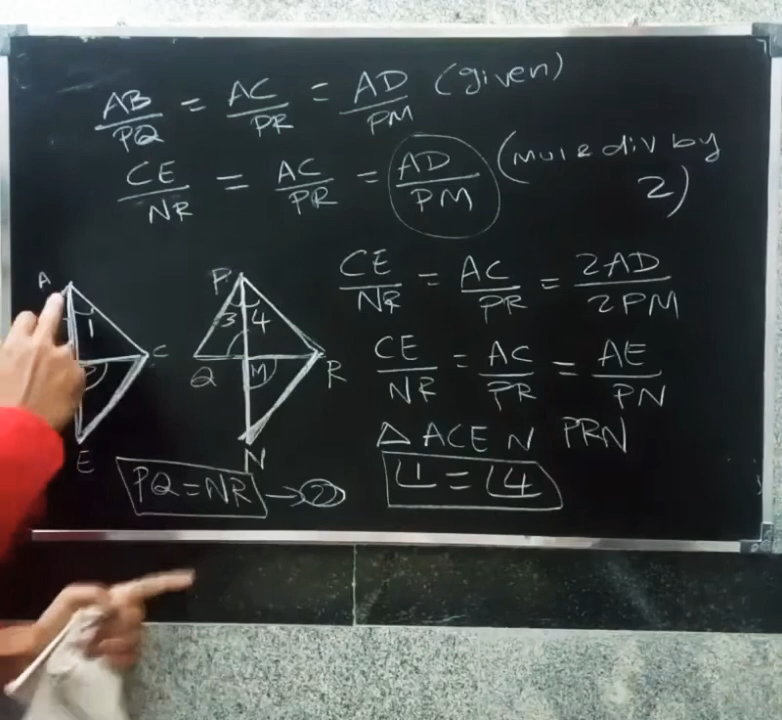 AB/PQ = AC/PR = AD/PM (given)
CE/NR = AC/PR = AD/PM (Mul & div by 2)
CE/NR = AC/PR = 2AD/2PM
CE/NR = AC/PR = AE/PN
△ ACE N PRN
∠1 = ∠4
A
1
C
E
P
3 4
Q M R
N
PQ = NR → 2